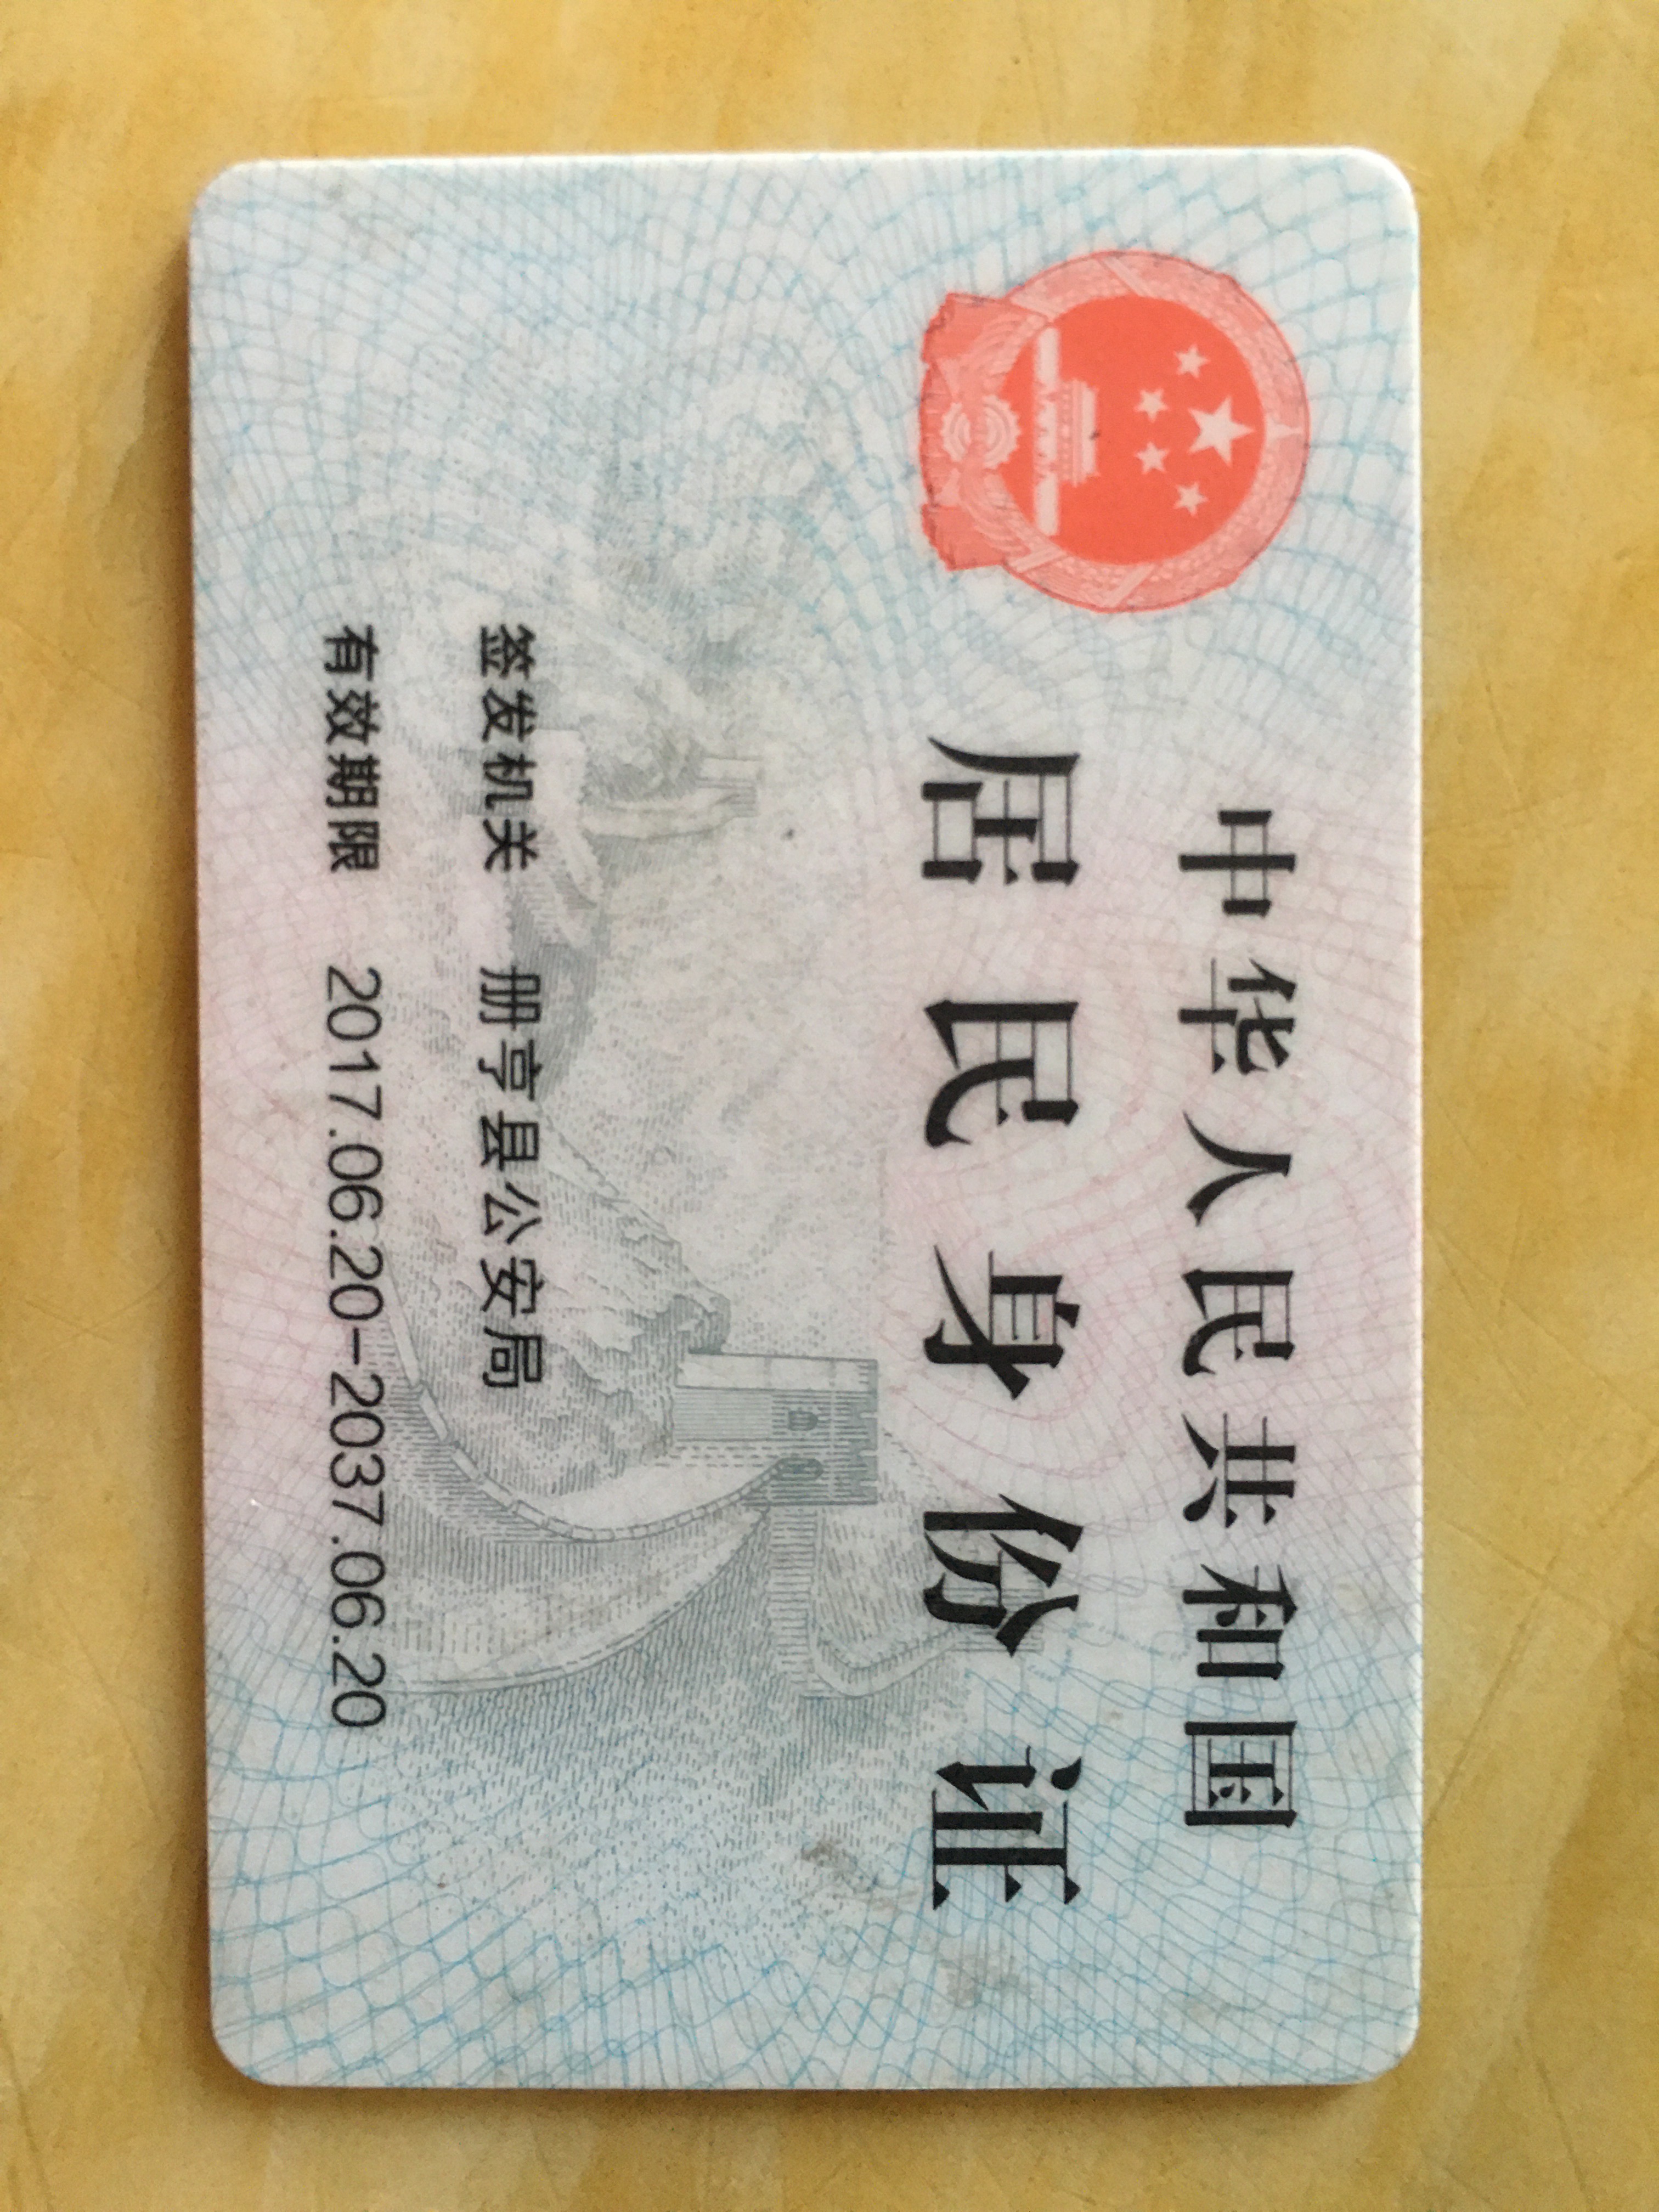 中华人民共和国
居民身份证
签发机关 册亨县公安局
有效期限 2017.06.20-2037.06.20